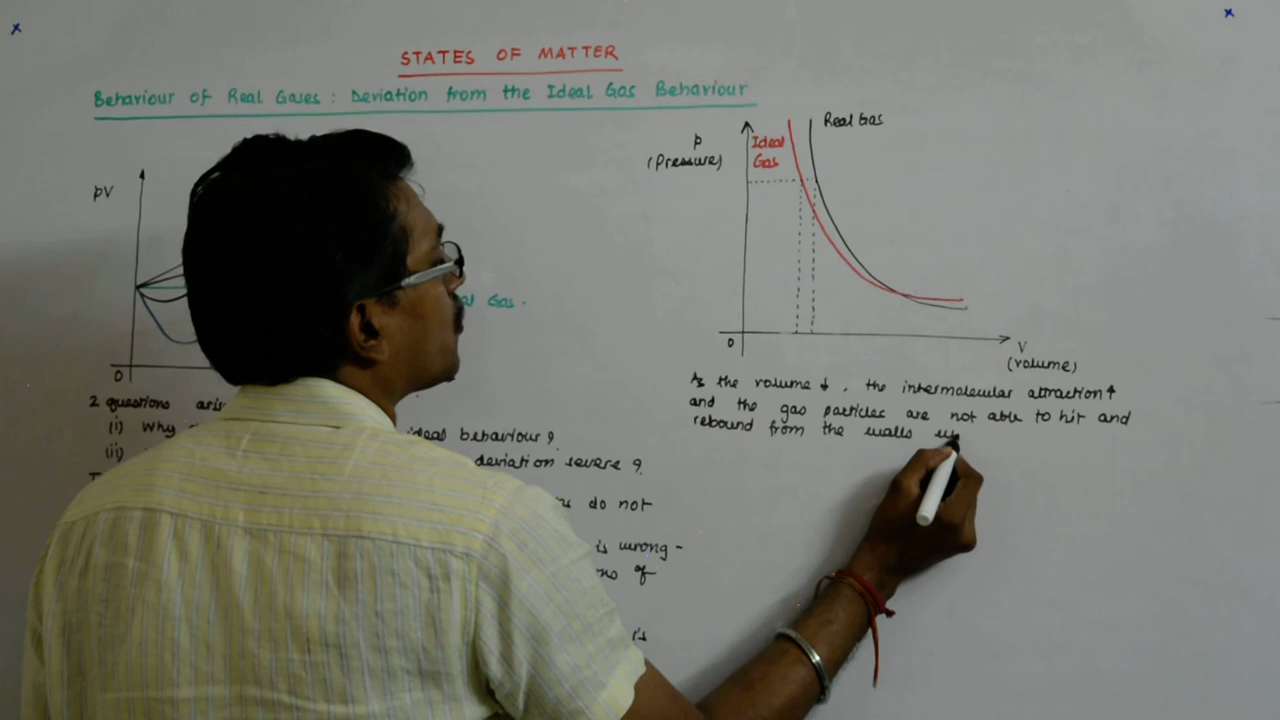 STATES OF MATTER
Behaviour of Real Gases : Deviation from the Ideal Gas Behaviour
pV
Gas.
0
2 questions
(i) Why
ideal behaviour ?
(ii)
deviation severe ?
do not
is wrong-
of
is
p
(Pressure)
Ideal
Gas
Real Gas
0
V
(volume)
As the volume ↓, the intermolecular attraction ↑
and the gas particles are not able to hit and
rebound from the walls